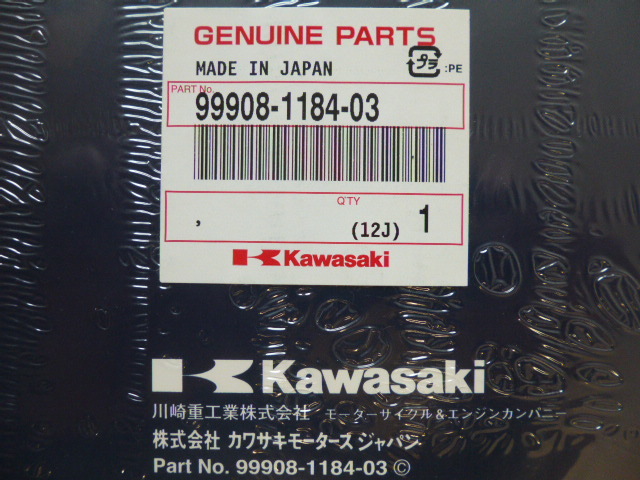 GENUINE PARTS
MADE IN JAPAN
プラ :PE
PART No.
99908-1184-03
Q'TY
, (12J) 1
Kawasaki
Kawasaki
川崎重工業株式会社 モーターサイクル&エンジンカンパニー
株式会社 カワサキモータースジャパン
Part No. 99908-1184-03 ©